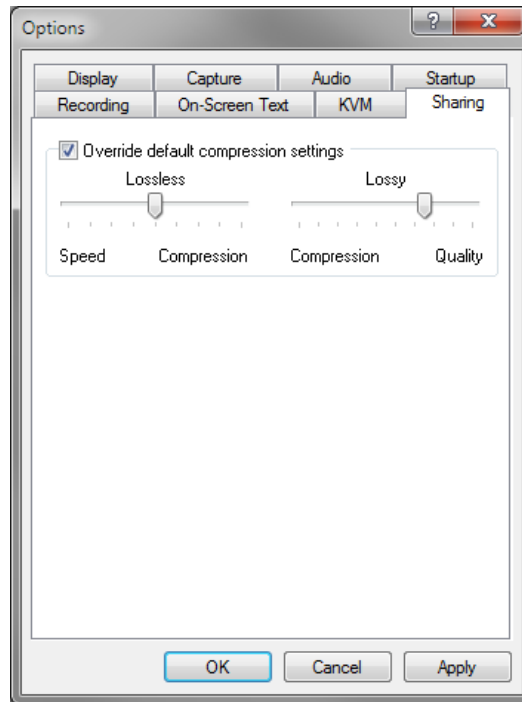 Options
Display Capture Audio Startup
Recording On-Screen Text KVM Sharing
Override default compression settings
Lossless Lossy
Speed Compression Compression Quality
OK Cancel Apply